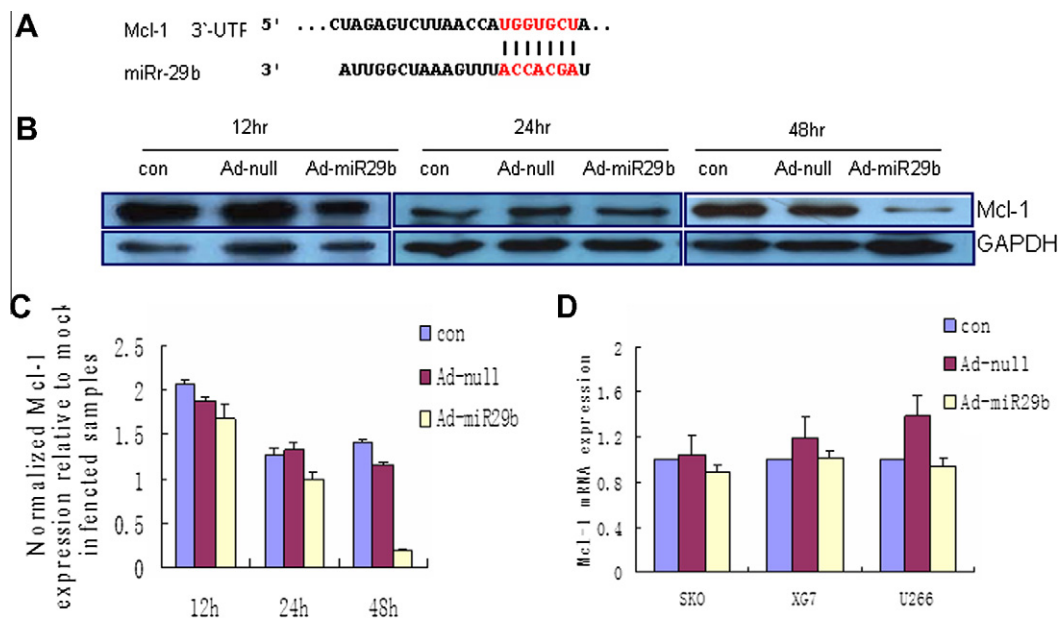 A
Mcl-1 3`-UTF 5' ...CUAGAGUCUUAACCAUGGUGCUA..
miRr-29b 3' AUUGGCUAAAGUUUACCACGAU
B
12hr 24hr 48hr
con Ad-null Ad-miR29b con Ad-null Ad-miR29b con Ad-null Ad-miR29b
Mcl-1
GAPDH
C
Normalized Mcl-1
expression relative to mock
infencted samples
2.5
2
1.5
1
0.5
0
12h 24h 48h
con
Ad-null
Ad-miR29b
D
Mcl-1 mRNA expression
2
1.6
1.2
0.8
0.4
0
SKO XG7 U266
con
Ad-null
Ad-miR29b